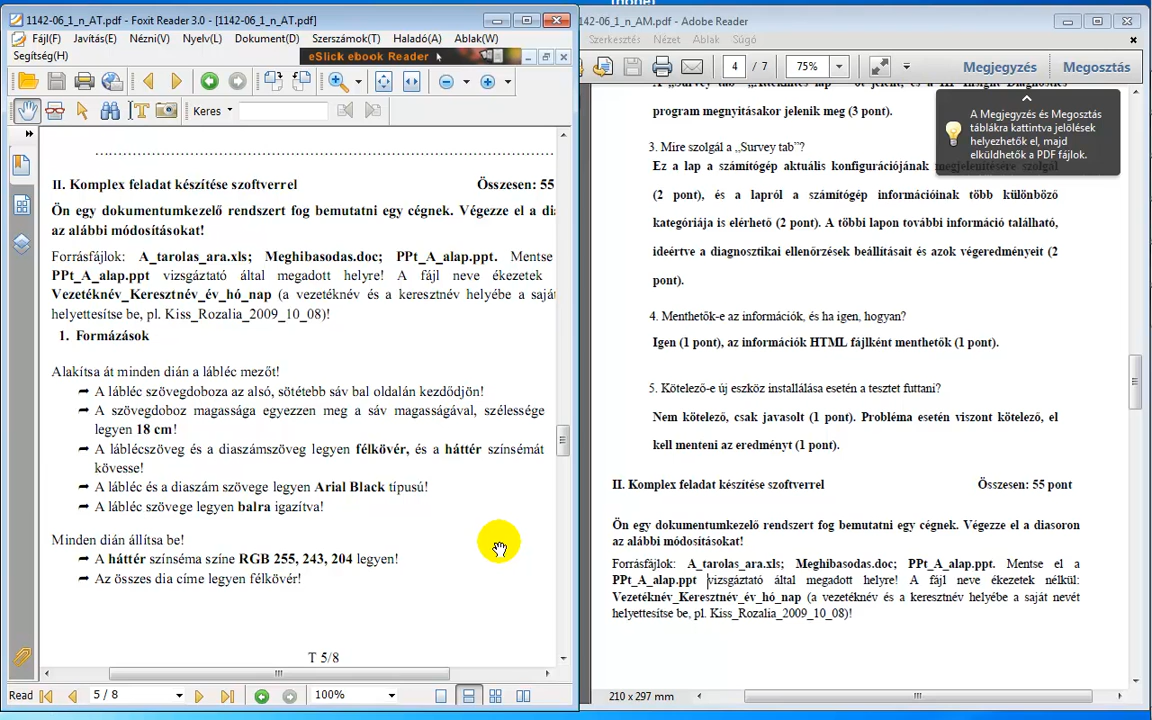 1142-06_1_n_AT.pdf - Foxit Reader 3.0 - [1142-06_1_n_AT.pdf]
Fájl(F) Javítás(E) Nézni(V) Nyelv(L) Dokument(D) Szerszámok(T) Haladó(A) Ablak(W)
Segítség(H)
eSlick ebook Reader
Keres
II. Komplex feladat készítése szoftverrel Összesen: 55
Ön egy dokumentumkezelő rendszert fog bemutatni egy cégnek. Végezze el a
az alábbi módosításokat!
Forrásfájlok: A_tarolas_ara.xls; Meghibasodas.doc; PPt_A_alap.ppt. Mentse
PPt_A_alap.ppt vizsgáztató által megadott helyre! A fájl neve ékezetek
Vezetéknév_Keresztnév_év_hó_nap (a vezetéknév és a keresztnév helyébe a saját
helyettesítse be, pl. Kiss_Rozalia_2009_10_08)!
1. Formázások
Alakítsa át minden dián a lábléc mezőt!
➡ A lábléc szövegdoboza az alsó, sötétebb sáv bal oldalán kezdődjön!
➡ A szövegdoboz magassága egyezzen meg a sáv magasságával, szélessége
legyen 18 cm!
➡ A láblécszöveg és a diaszámszöveg legyen félkövér, és a háttér színsémát
kövesse!
➡ A lábléc és a diaszám szövege legyen Arial Black típusú!
➡ A lábléc szövege legyen balra igazítva!
Minden dián állítsa be!
➡ A háttér színséma színe RGB 255, 243, 204 legyen!
➡ Az összes dia címe legyen félkövér!
T 5/8
Read 5 / 8 100%
142-06_1_n_AM.pdf - Adobe Reader
Szerkesztés Nézet Ablak Súgó
4 / 7 75% Megjegyzés Megosztás
A Megjegyzés és Megosztás
táblákra kattintva jelölések
helyezhetők el, majd
elküldhetők a PDF fájlok.
program megnyitásakor jelenik meg (3 pont).
3. Mire szolgál a „Survey tab”?
Ez a lap a számítógép aktuális konfigurációjának megjelenítésére szolgál
(2 pont), és a lapról a számítógép információinak több különböző
kategóriája is elérhető (2 pont). A többi lapon további információ található,
ideértve a diagnosztikai ellenőrzések beállításait és azok végeredményeit (2
pont).
4. Menthetők-e az információk, és ha igen, hogyan?
Igen (1 pont), az információk HTML fájlként menthetők (1 pont).
5. Kötelező-e új eszköz installálása esetén a tesztet futtani?
Nem kötelező, csak javasolt (1 pont). Probléma esetén viszont kötelező, el
kell menteni az eredményt (1 pont).
II. Komplex feladat készítése szoftverrel Összesen: 55 pont
Ön egy dokumentumkezelő rendszert fog bemutatni egy cégnek. Végezze el a diasoron
az alábbi módosításokat!
Forrásfájlok: A_tarolas_ara.xls; Meghibasodas.doc; PPt_A_alap.ppt. Mentse el a
PPt_A_alap.ppt vizsgáztató által megadott helyre! A fájl neve ékezetek nélkül:
Vezetéknév_Keresztnév_év_hó_nap (a vezetéknév és a keresztnév helyébe a saját nevét
helyettesítse be, pl. Kiss_Rozalia_2009_10_08)!
210 x 297 mm